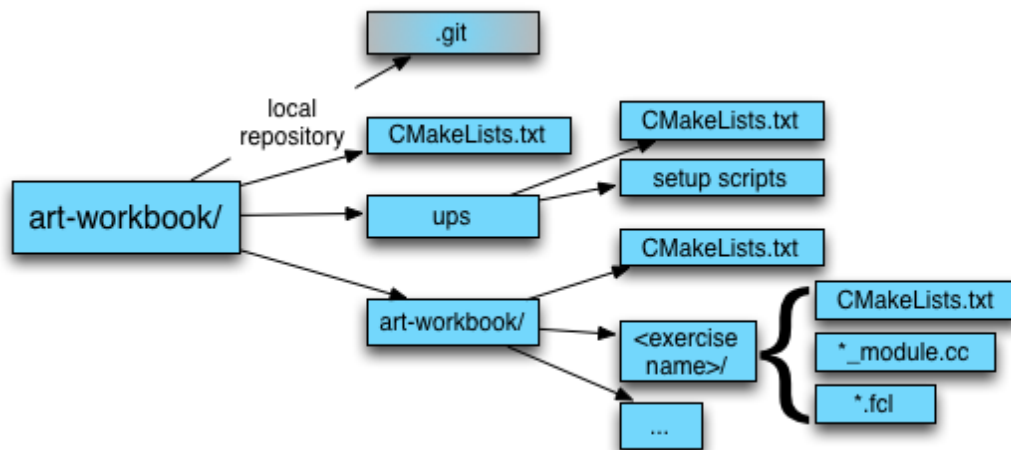 .git
local
repository
CMakeLists.txt
CMakeLists.txt
setup scripts
art-workbook/
ups
CMakeLists.txt
art-workbook/
<exercise
name>/
CMakeLists.txt
*_module.cc
*.fcl
...